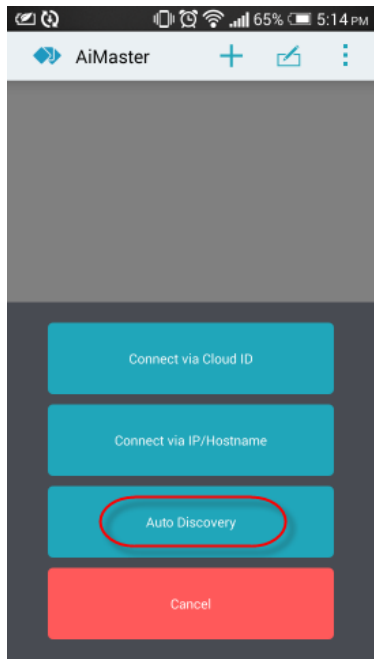 65% 5:14 PM
AiMaster
Connect via Cloud ID
Connect via IP/Hostname
Auto Discovery
Cancel